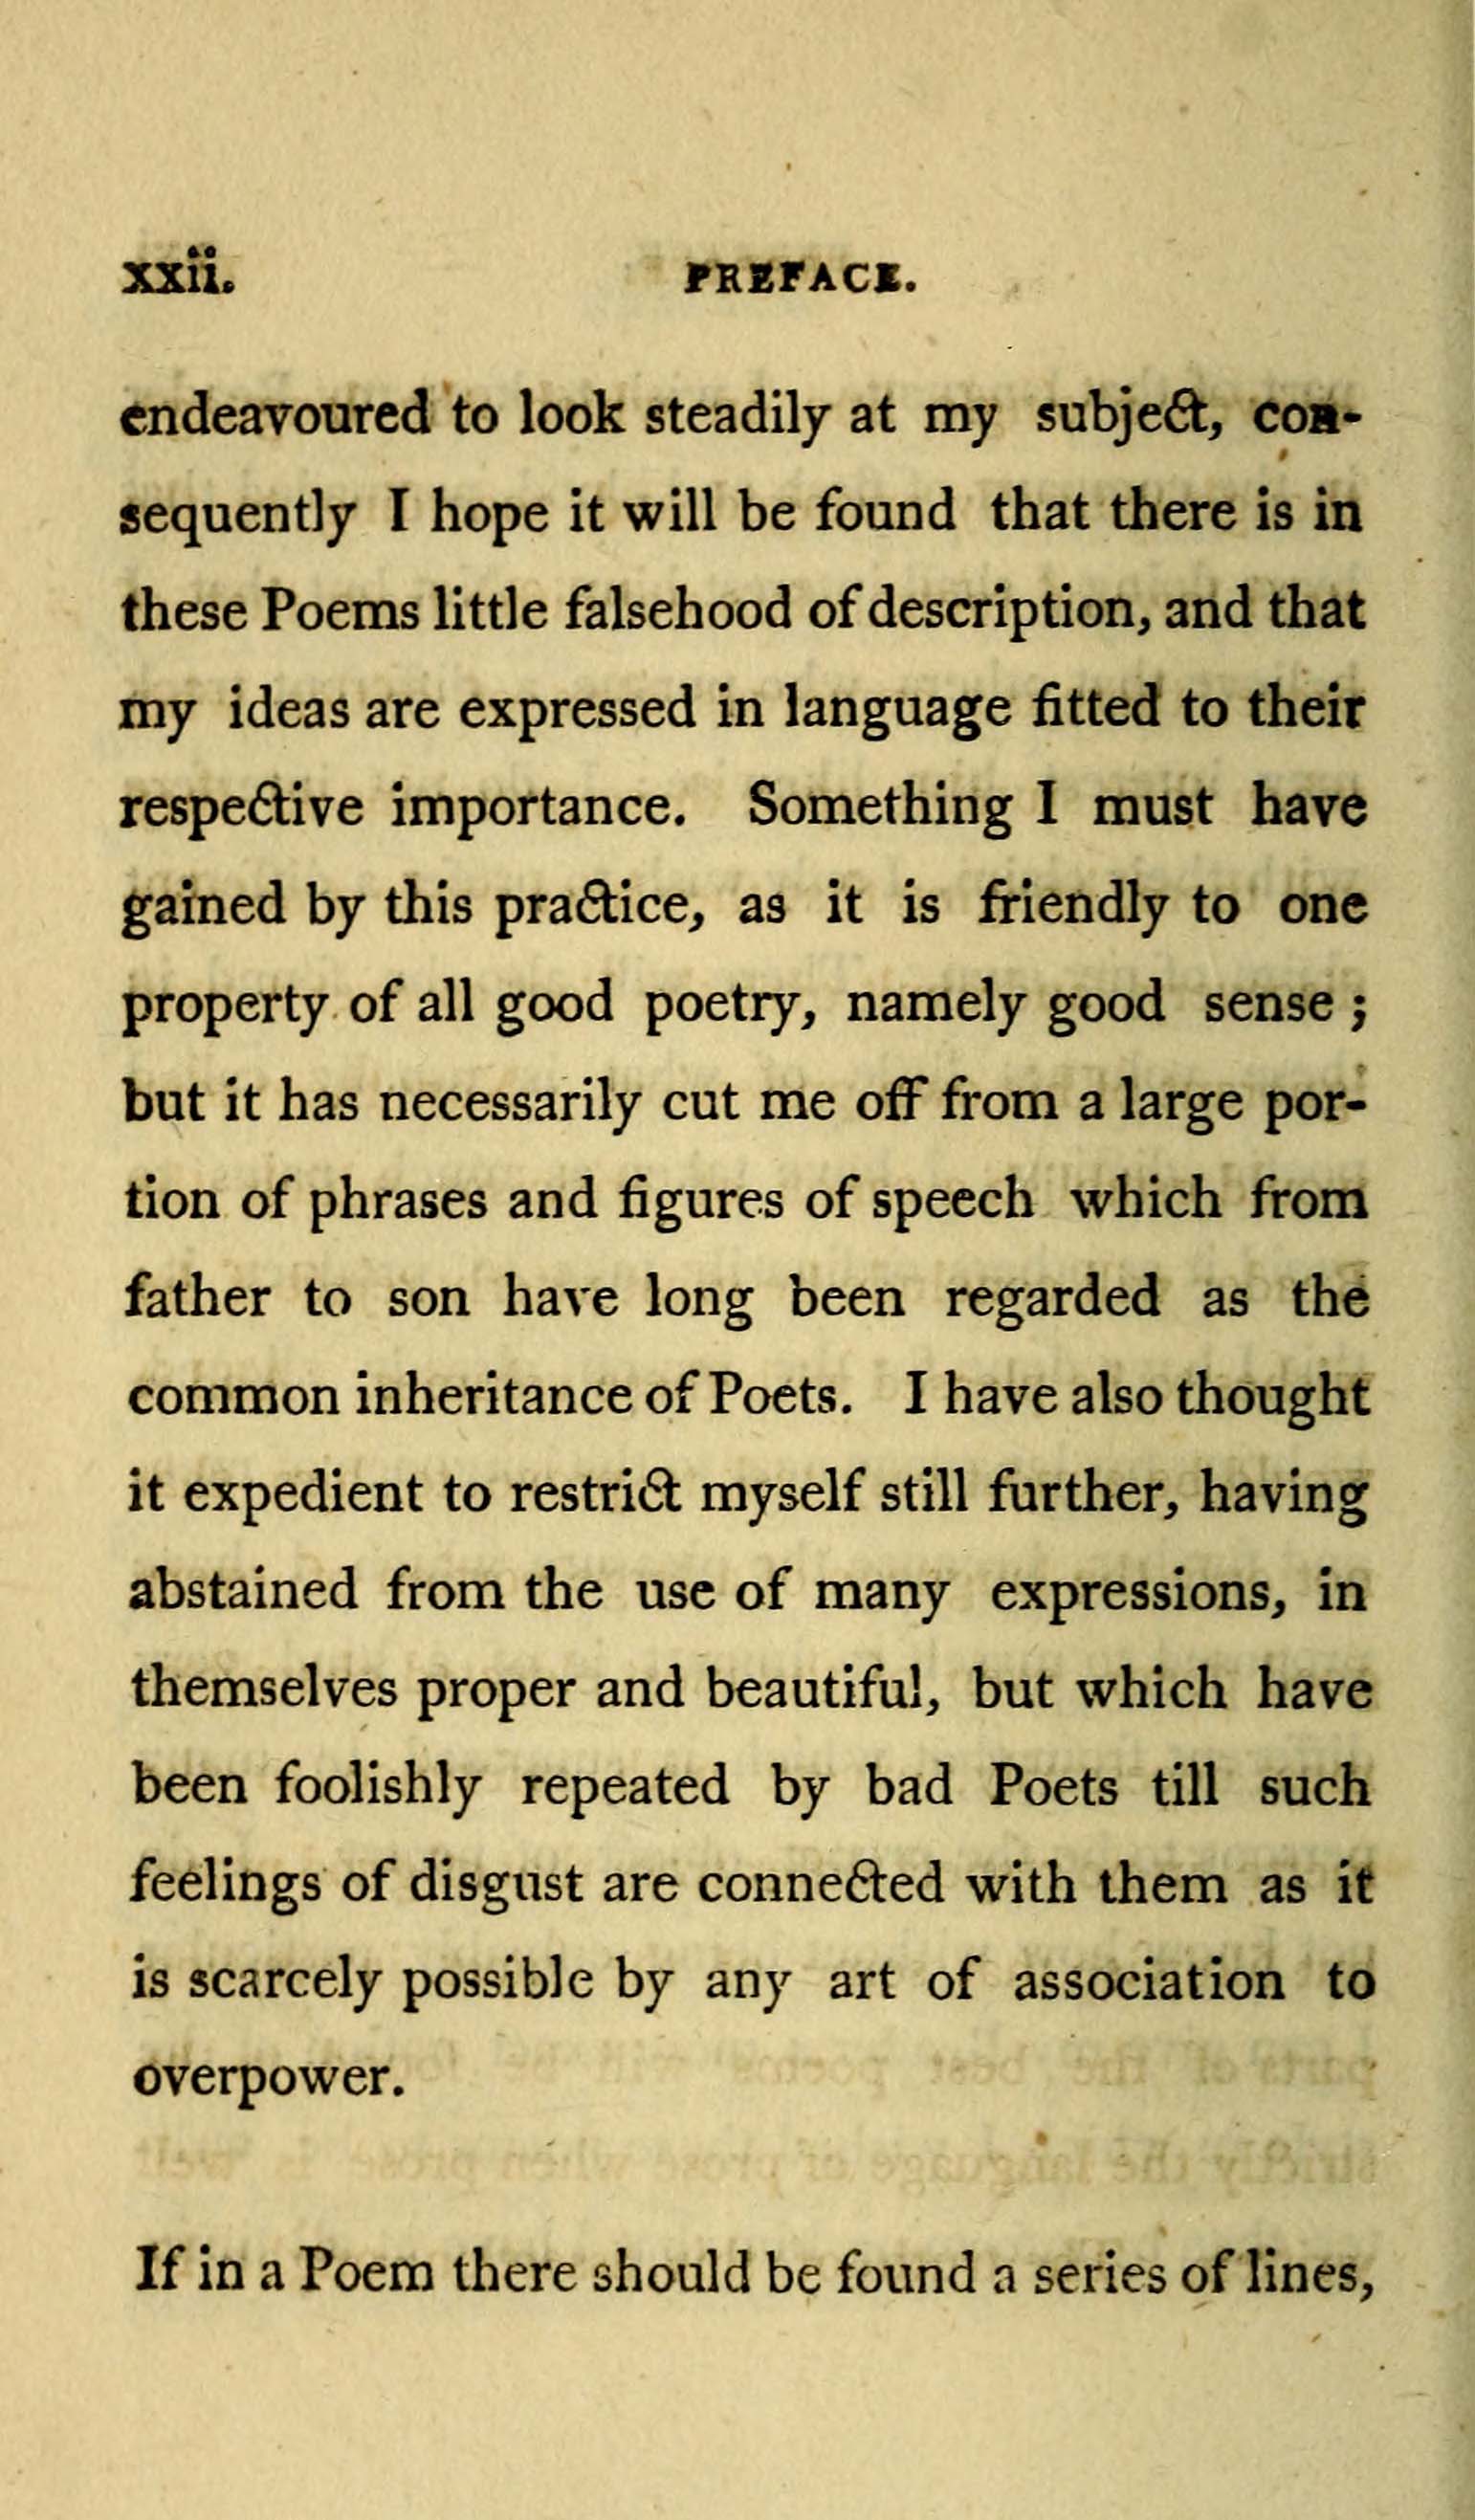 xxii. PREFACE.
endeavoured to look steadily at my subject, con-
sequently I hope it will be found that there is in
these Poems little falsehood of description, and that
my ideas are expressed in language fitted to their
respective importance. Something I must have
gained by this practice, as it is friendly to one
property of all good poetry, namely good sense ;
but it has necessarily cut me off from a large por-
tion of phrases and figures of speech which from
father to son have long been regarded as the
common inheritance of Poets. I have also thought
it expedient to restrict myself still further, having
abstained from the use of many expressions, in
themselves proper and beautiful, but which have
been foolishly repeated by bad Poets till such
feelings of disgust are connected with them as it
is scarcely possible by any art of association to
overpower.
If in a Poem there should be found a series of lines,